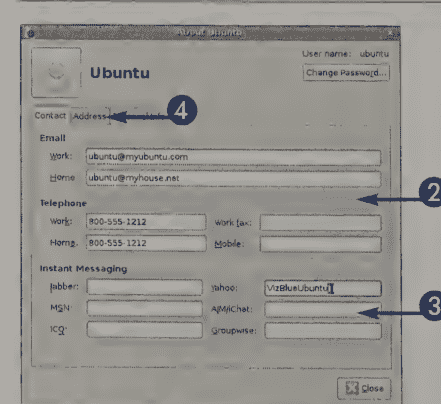 About Ubuntu
User name: ubuntu
Ubuntu
Change Password...
Contact Address
4
Email
Work: ubuntu@myubuntu.com
Home ubuntu@myhouse.net
2
Telephone
Work: 800-555-1212 Work fax:
Home: 800-555-1212 Mobile:
Instant Messaging
Jabber: Yahoo: VizBlueUbuntu
MSN: AIM/iChat:
3
ICQ: Groupwise:
Close